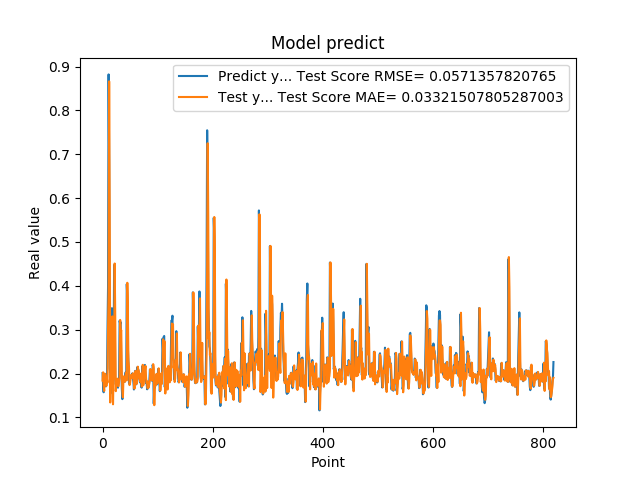 Model predict
Predict y... Test Score RMSE= 0.0571357820765
Test y... Test Score MAE= 0.03321507805287003
Real value
0.9
0.8
0.7
0.6
0.5
0.4
0.3
0.2
0.1
0 200 400 600 800
Point